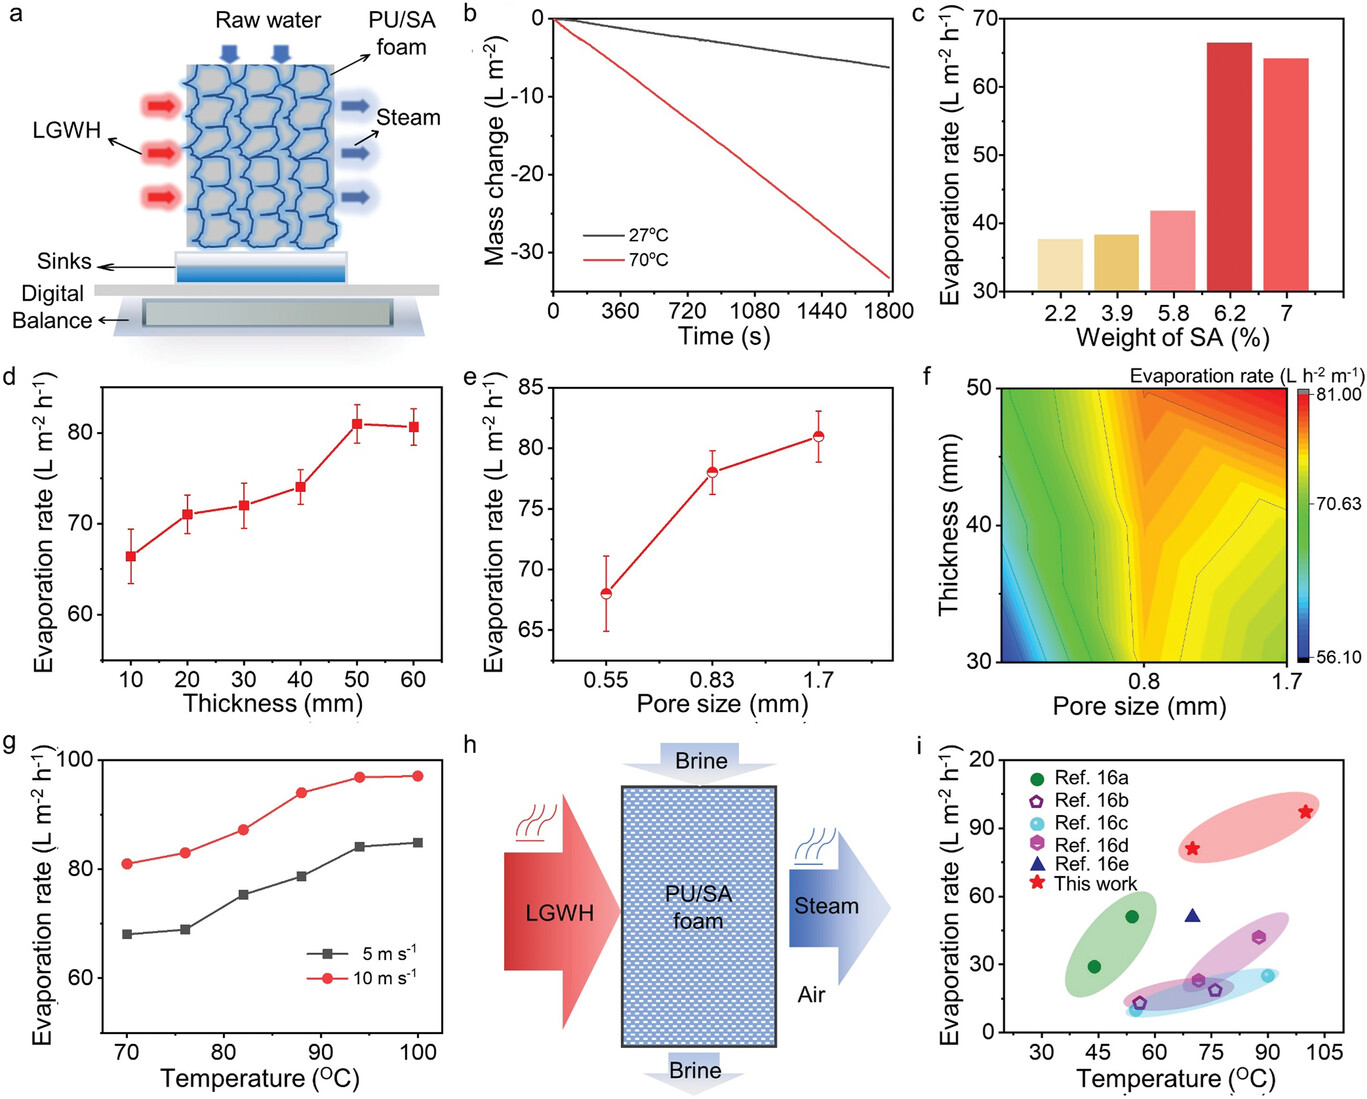 a
Raw water
PU/SA
foam
LGWH
Steam
Sinks
Digital
Balance
b
Mass change (L m-2)
0
-10
-20
-30
27ºC
70ºC
0 360 720 1080 1440 1800
Time (s)
c
Evaporation rate (L m-2 h-1)
70
60
50
40
30
2.2 3.9 5.8 6.2 7
Weight of SA (%)
d
Evaporation rate (L m-2 h-1)
80
70
60
10 20 30 40 50 60
Thickness (mm)
e
Evaporation rate (L m-2 h-1)
85
80
75
70
65
0.55 0.83 1.7
Pore size (mm)
f
Evaporation rate (L h-2 m-1)
Thickness (mm)
50
40
30
0.8 1.7
Pore size (mm)
81.00
70.63
56.10
g
Evaporation rate (L m-2 h-1)
100
80
60
5 m s-1
10 m s-1
70 80 90 100
Temperature (OC)
h
Brine
LGWH
PU/SA
foam
Steam
Air
Brine
i
Evaporation rate (L m-2 h-1)
20
90
60
30
0
Ref. 16a
Ref. 16b
Ref. 16c
Ref. 16d
Ref. 16e
This work
30 45 60 75 90 105
Temperature (OC)